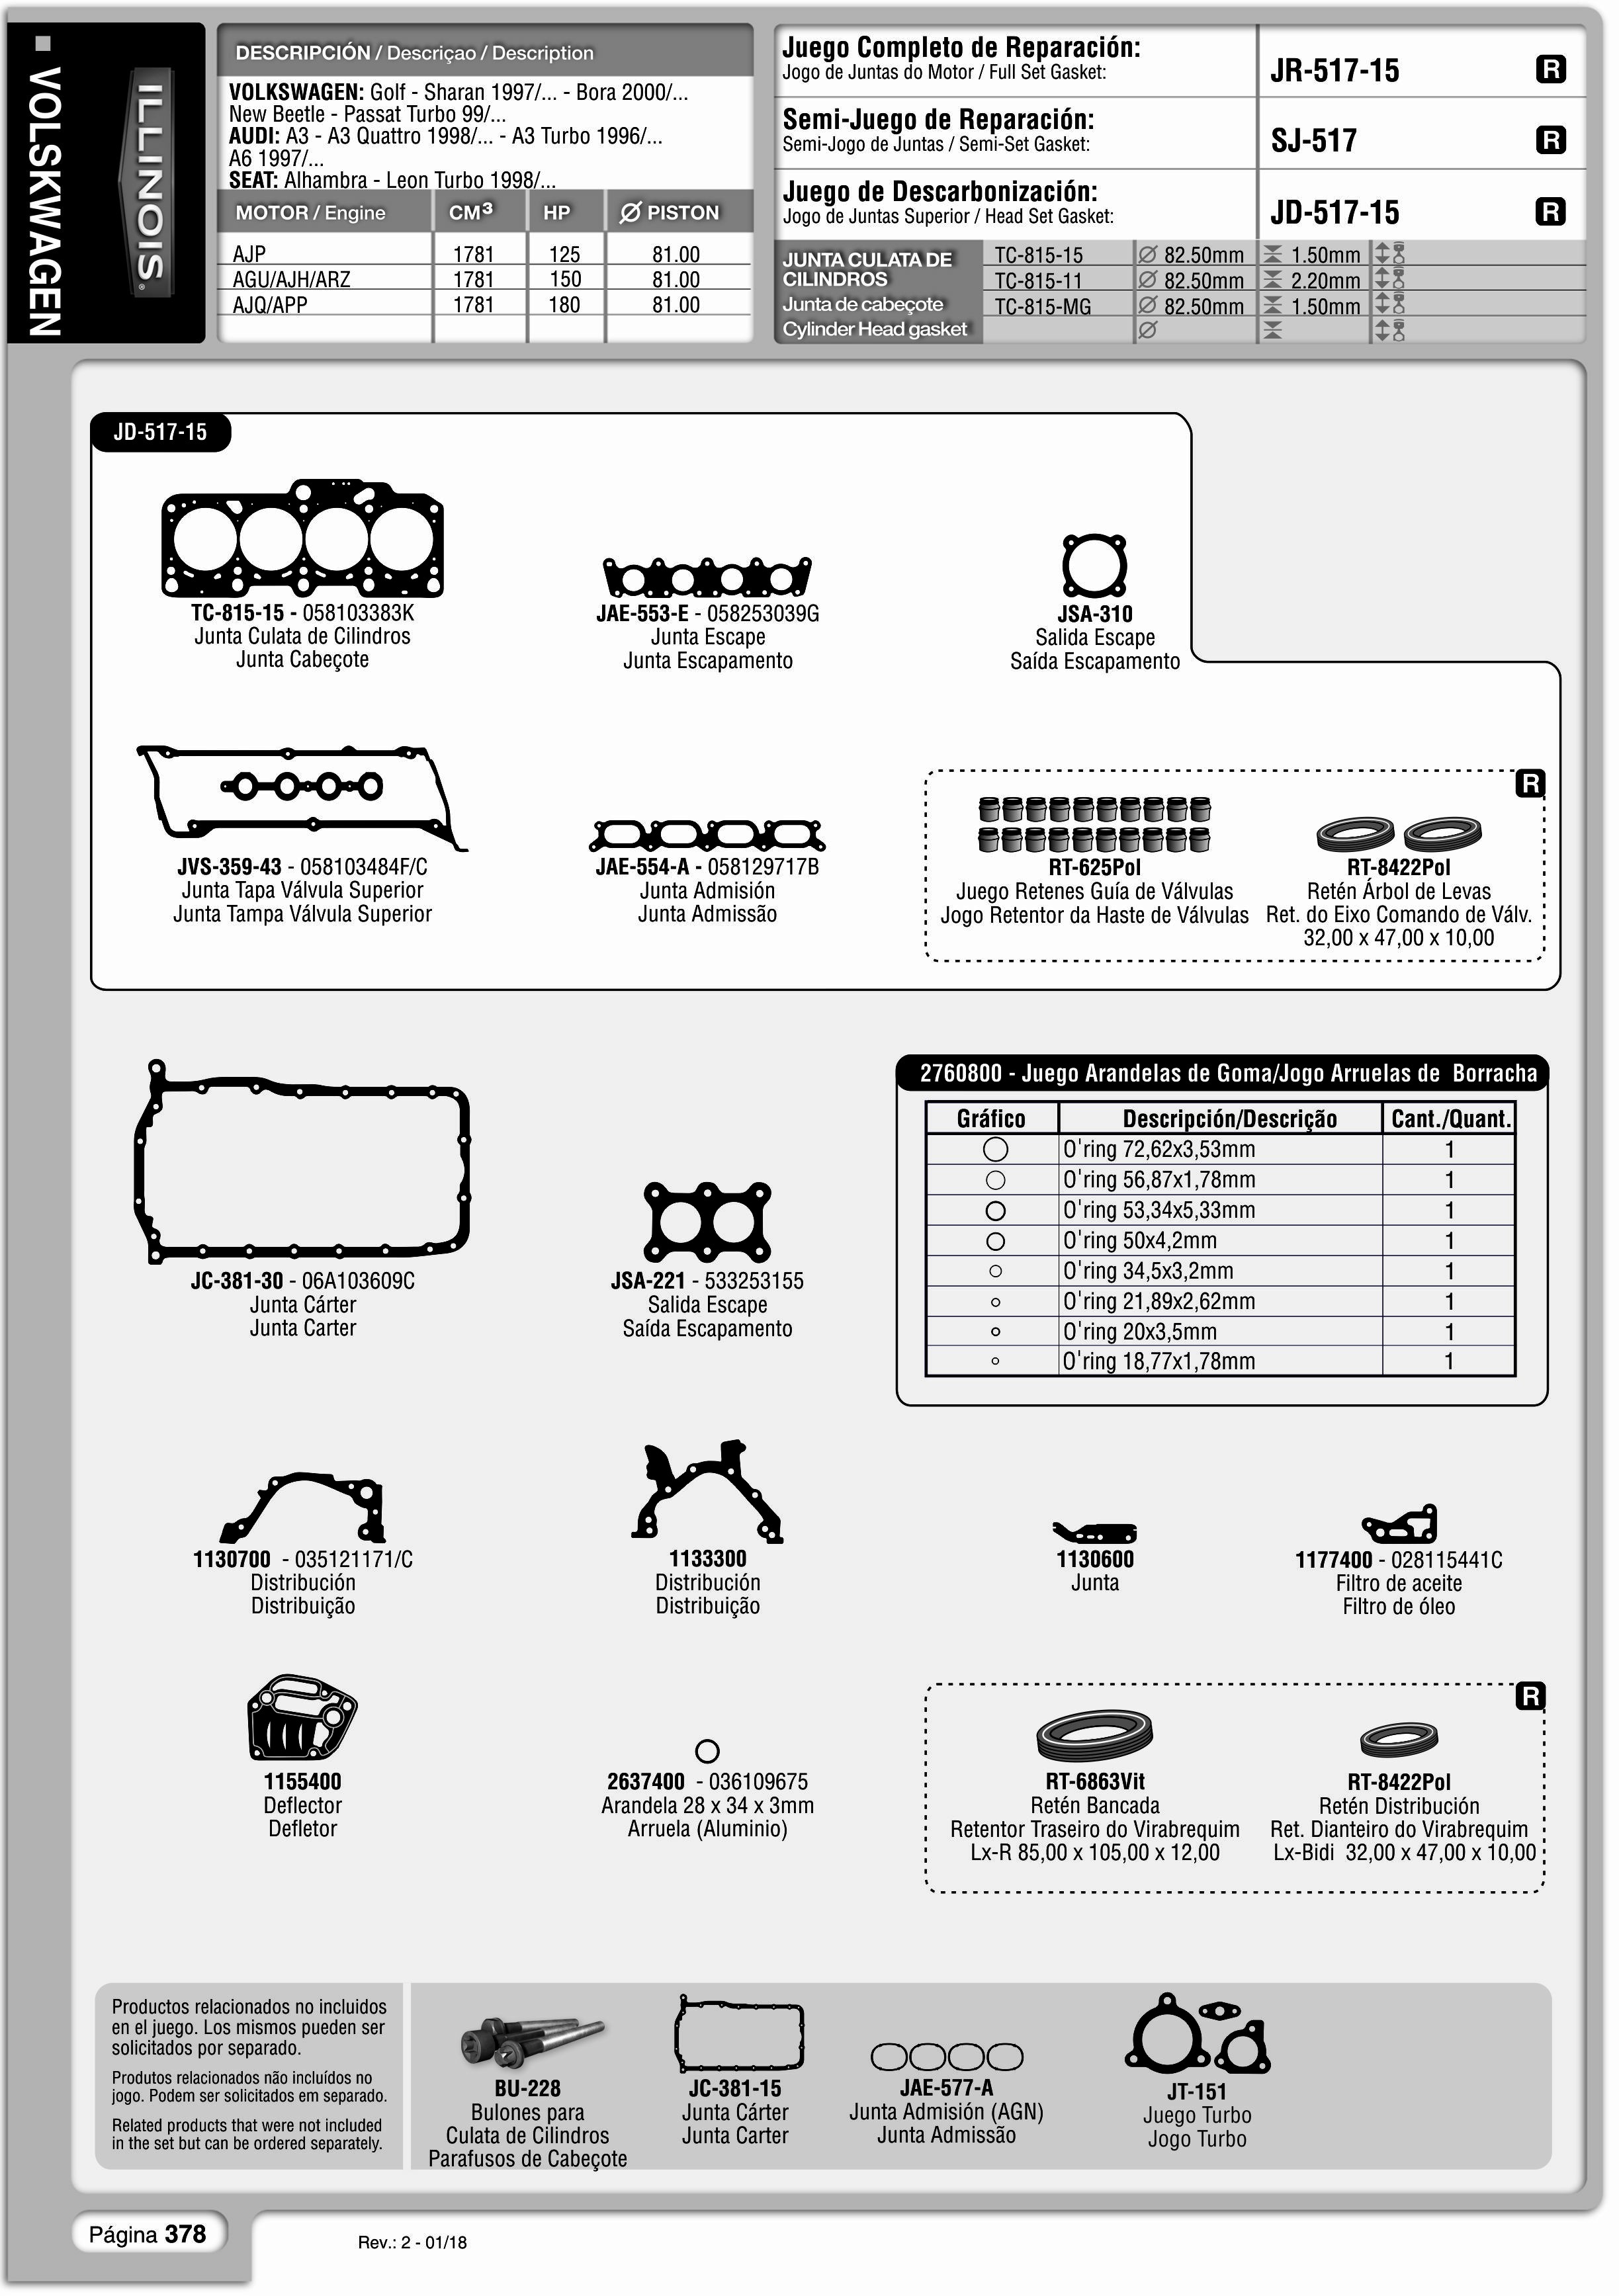 VOLSKWAGEN
ILLINOIS®
DESCRIPCIÓN / Descriçao / Description
VOLKSWAGEN: Golf - Sharan 1997/... - Bora 2000/...
New Beetle - Passat Turbo 99/...
AUDI: A3 - A3 Quattro 1998/... - A3 Turbo 1996/...
A6 1997/...
SEAT: Alhambra - Leon Turbo 1998/...
MOTOR / Engine CM³ HP Ø PISTON
AJP 1781 125 81.00
AGU/AJH/ARZ 1781 150 81.00
AJQ/APP 1781 180 81.00
Juego Completo de Reparación:
Jogo de Juntas do Motor / Full Set Gasket:
JR-517-15 R
Semi-Juego de Reparación:
Semi-Jogo de Juntas / Semi-Set Gasket:
SJ-517 R
Juego de Descarbonización:
Jogo de Juntas Superior / Head Set Gasket:
JD-517-15 R
JUNTA CULATA DE
CILINDROS
Junta de cabeçote
Cylinder Head gasket
TC-815-15 Ø 82.50mm 1.50mm
TC-815-11 Ø 82.50mm 2.20mm
TC-815-MG Ø 82.50mm 1.50mm
Ø
JD-517-15
TC-815-15 - 058103383K
Junta Culata de Cilindros
Junta Cabeçote
JAE-553-E - 058253039G
Junta Escape
Junta Escapamento
JSA-310
Salida Escape
Saída Escapamento
JVS-359-43 - 058103484F/C
Junta Tapa Válvula Superior
Junta Tampa Válvula Superior
JAE-554-A - 058129717B
Junta Admisión
Junta Admissão
R
RT-625Pol
Juego Retenes Guía de Válvulas
Jogo Retentor da Haste de Válvulas
RT-8422Pol
Retén Árbol de Levas
Ret. do Eixo Comando de Válv.
32,00 x 47,00 x 10,00
JC-381-30 - 06A103609C
Junta Cárter
Junta Carter
JSA-221 - 533253155
Salida Escape
Saída Escapamento
2760800 - Juego Arandelas de Goma/Jogo Arruelas de Borracha
Gráfico Descripción/Descrição Cant./Quant.
O'ring 72,62x3,53mm 1
O'ring 56,87x1,78mm 1
O'ring 53,34x5,33mm 1
O'ring 50x4,2mm 1
O'ring 34,5x3,2mm 1
O'ring 21,89x2,62mm 1
O'ring 20x3,5mm 1
O'ring 18,77x1,78mm 1
1130700 - 035121171/C
Distribución
Distribuição
1133300
Distribución
Distribuição
1130600
Junta
1177400 - 028115441C
Filtro de aceite
Filtro de óleo
1155400
Deflector
Defletor
2637400 - 036109675
Arandela 28 x 34 x 3mm
Arruela (Aluminio)
R
RT-6863Vit
Retén Bancada
Retentor Traseiro do Virabrequim
Lx-R 85,00 x 105,00 x 12,00
RT-8422Pol
Retén Distribución
Ret. Dianteiro do Virabrequim
Lx-Bidi 32,00 x 47,00 x 10,00
Productos relacionados no incluidos
en el juego. Los mismos pueden ser
solicitados por separado.
Produtos relacionados não incluídos no
jogo. Podem ser solicitados em separado.
Related products that were not included
in the set but can be ordered separately.
BU-228
Bulones para
Culata de Cilindros
Parafusos de Cabeçote
JC-381-15
Junta Cárter
Junta Carter
JAE-577-A
Junta Admisión (AGN)
Junta Admissão
JT-151
Juego Turbo
Jogo Turbo
Página 378
Rev.: 2 - 01/18